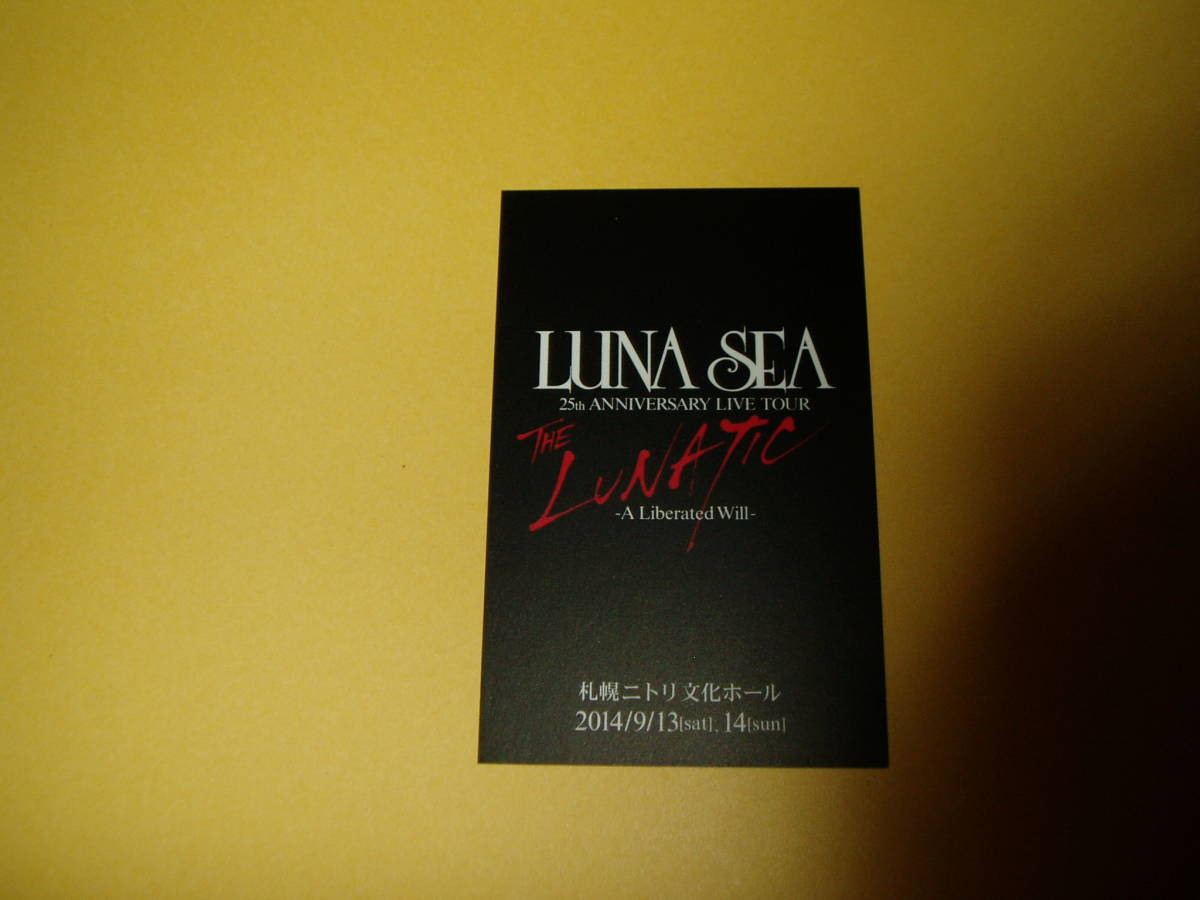 LUNA SEA
25th ANNIVERSARY LIVE TOUR
THE
LUNATIC
-A Liberated Will-
札幌ニトリ文化ホール
2014/9/13[sat], 14[sun]